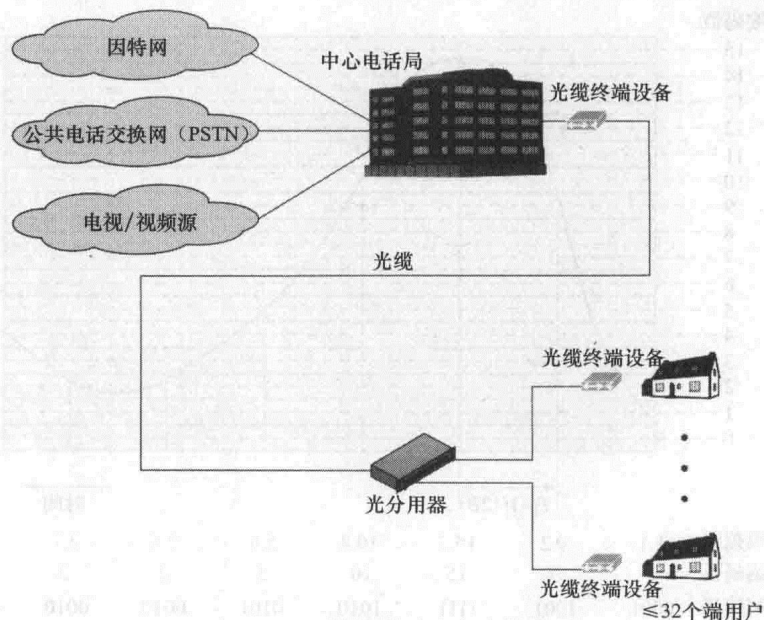 因特网
中心电话局
光缆终端设备
公共电话交换网（PSTN）
电视/视频源
光缆
光缆终端设备
光分用器
光缆终端设备
≤32个端用户